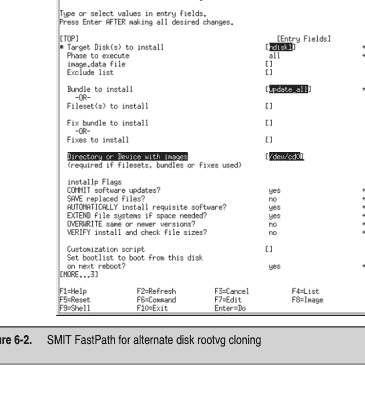 Type or select values in entry fields.
Press Enter AFTER making all desired changes.
[TOP] [Entry Fields]
* Target Disk(s) to install [hdisk1] +
Phase to execute all +
image.data file []
Exclude list []
Bundle to install [update_all] +
-OR-
Fileset(s) to install []
Fix bundle to install []
-OR-
Fixes to install []
Directory or Device with images [/dev/cd0]
(required if filesets, bundles or fixes used)
installp Flags
COMMIT software updates? yes +
SAVE replaced files? no +
AUTOMATICALLY install requisite software? yes +
EXTEND file systems if space needed? yes +
OVERWRITE same or newer versions? no +
VERIFY install and check file sizes? no +
Customization script []
Set bootlist to boot from this disk
on next reboot? yes +
[MORE...3]
F1=Help F2=Refresh F3=Cancel F4=List
F5=Reset F6=Command F7=Edit F8=Image
F9=Shell F10=Exit Enter=Do
ure 6-2. SMIT FastPath for alternate disk rootvg cloning